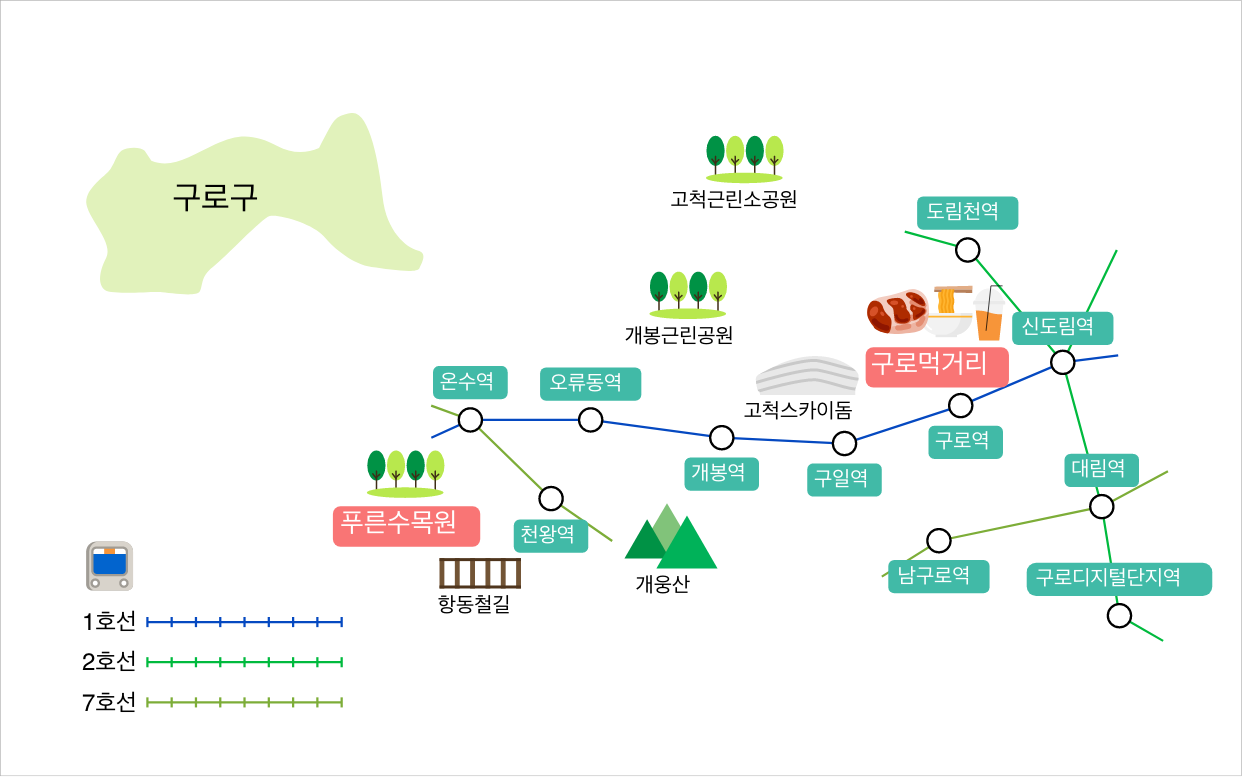 구로구
고척근린소공원
도림천역
개봉근린공원
신도림역
구로먹거리
온수역
오류동역
고척스카이돔
구로역
개봉역
구일역
대림역
푸른수목원
천왕역
개웅산
남구로역
구로디지털단지역
항동철길
1호선
2호선
7호선